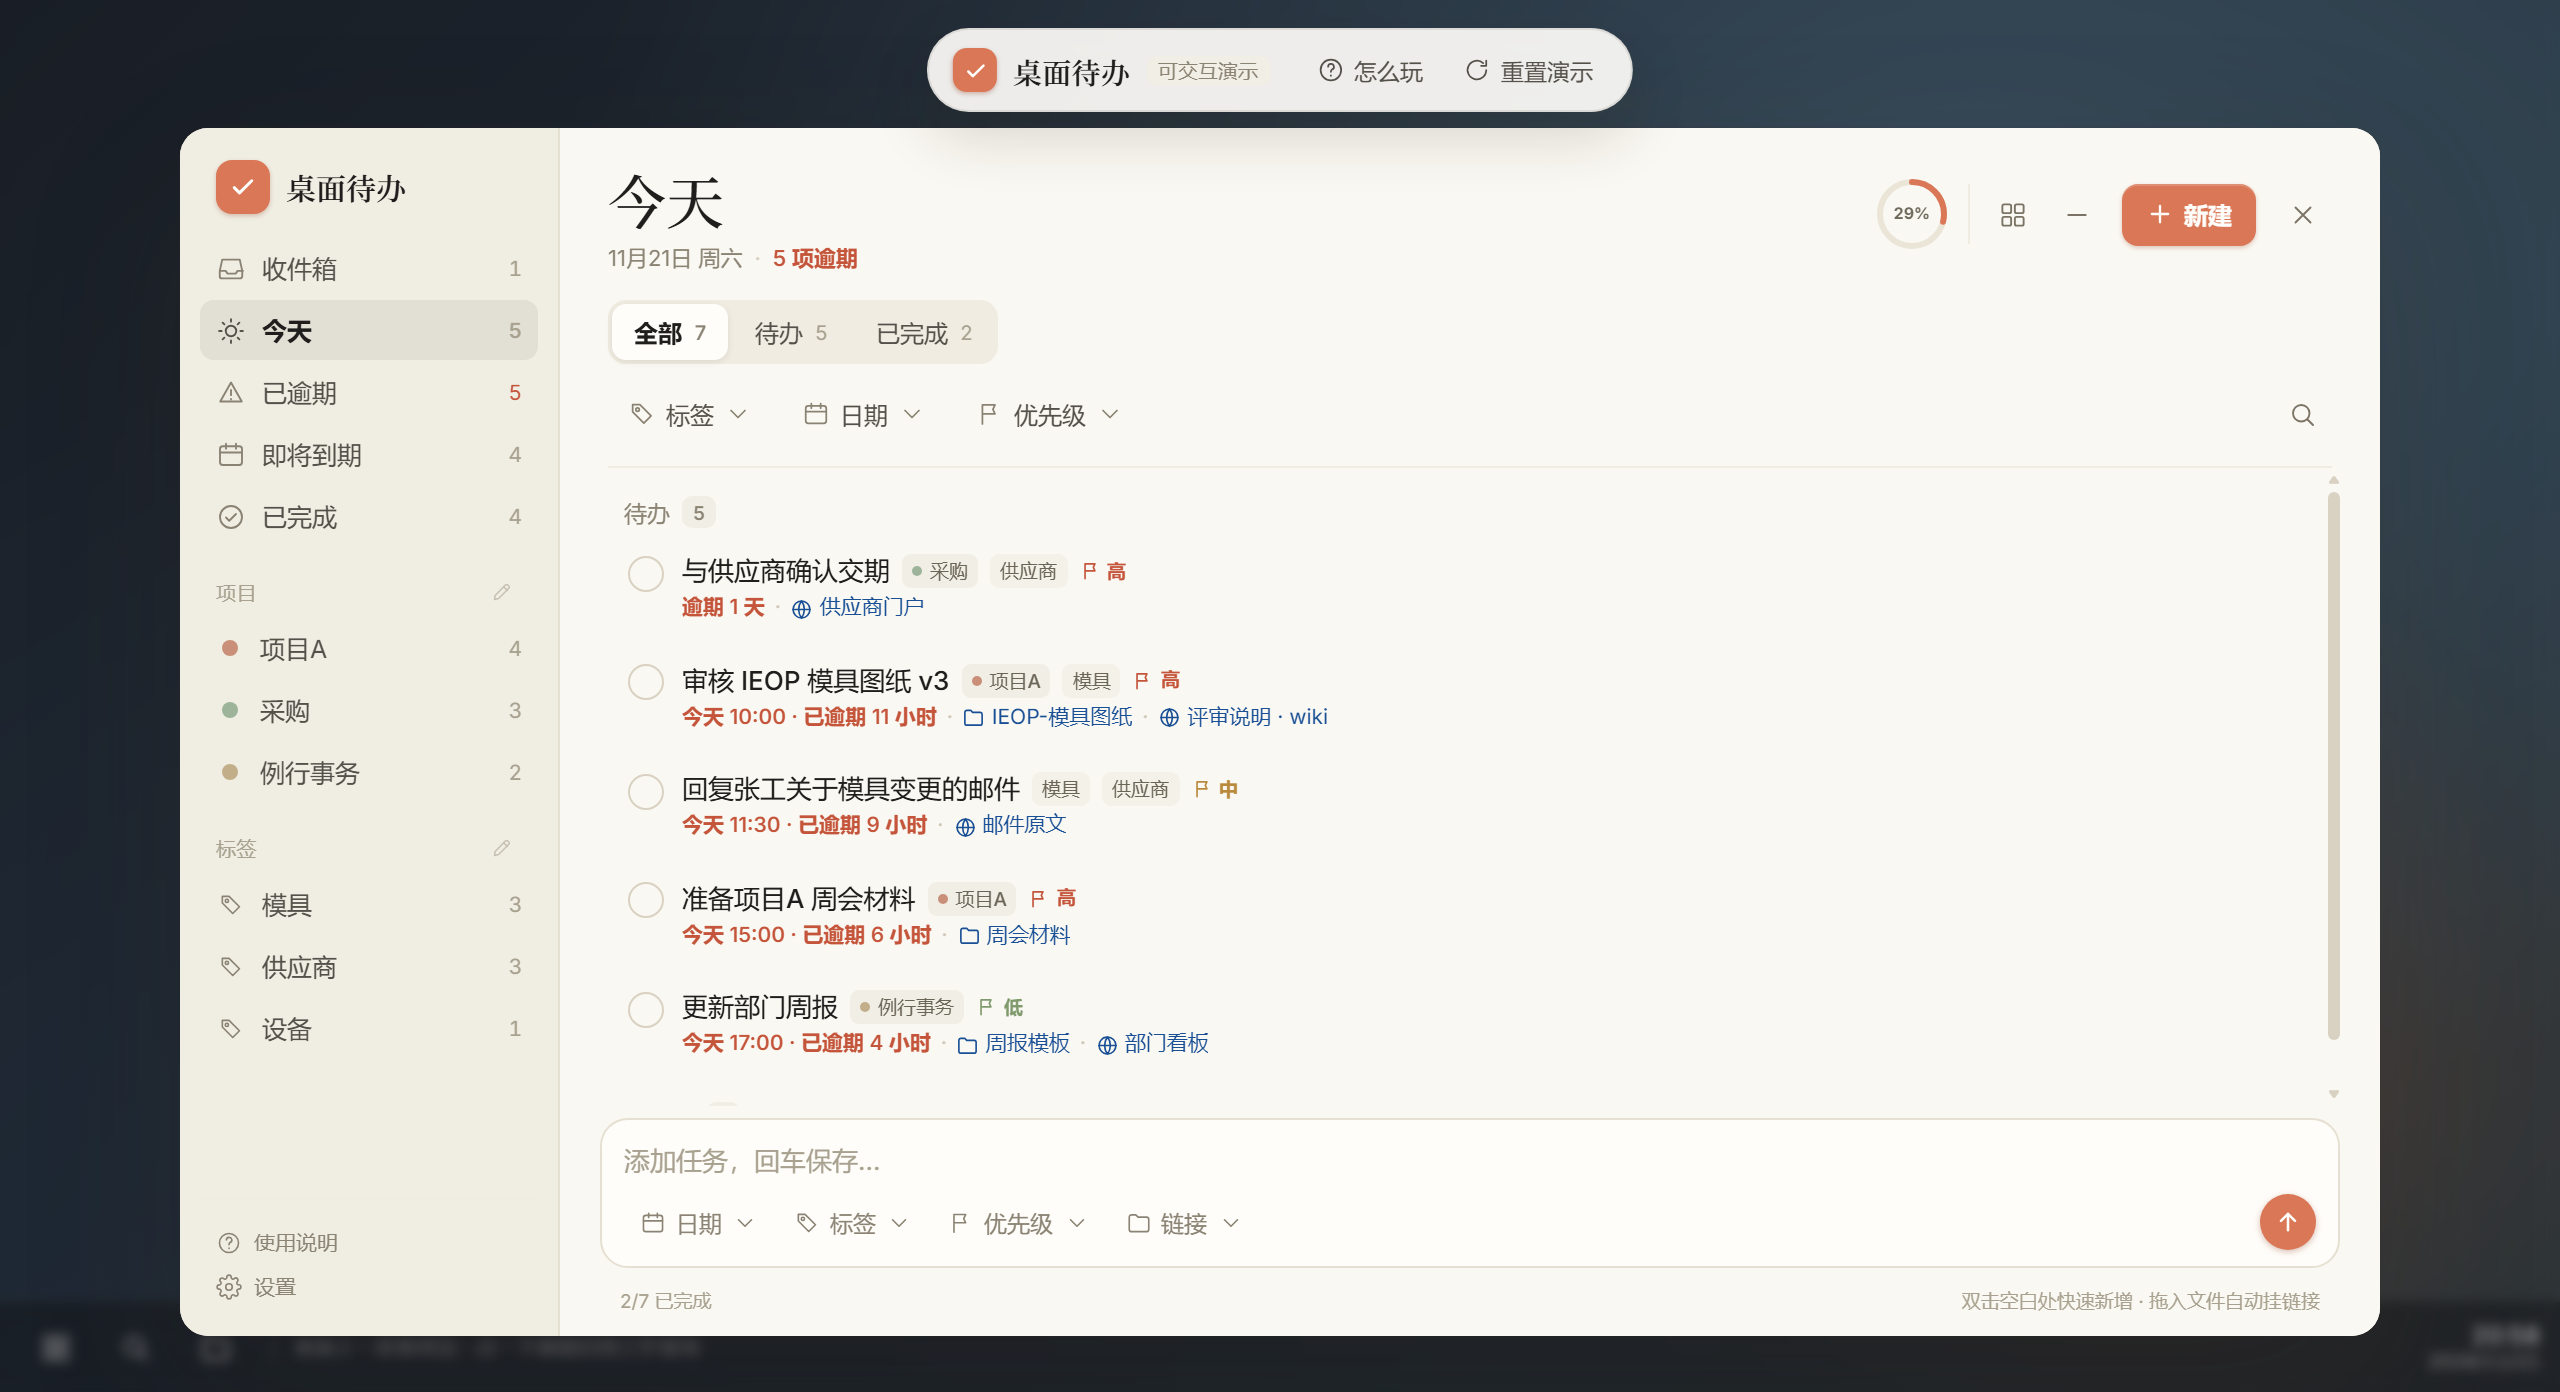 桌面待办 可交互演示 怎么玩 重置演示
桌面待办
收件箱 1
今天 5
已逾期 5
即将到期 4
已完成 4
项目
项目A 4
采购 3
例行事务 2
标签
模具 3
供应商 3
设备 1
使用说明
设置
今天
11月21日 周六 · 5 项逾期
29%
新建
全部 7 待办 5 已完成 2
标签 日期 优先级
待办 5
与供应商确认交期 采购 供应商 高
逾期 1 天 · 供应商门户
审核 IEOP 模具图纸 v3 项目A 模具 高
今天 10:00 · 已逾期 11 小时 · IEOP-模具图纸 · 评审说明 · wiki
回复张工关于模具变更的邮件 模具 供应商 中
今天 11:30 · 已逾期 9 小时 · 邮件原文
准备项目A 周会材料 项目A 高
今天 15:00 · 已逾期 6 小时 · 周会材料
更新部门周报 例行事务 低
今天 17:00 · 已逾期 4 小时 · 周报模板 · 部门看板
添加任务，回车保存...
日期 标签 优先级 链接
2/7 已完成
双击空白处快速新增 · 拖入文件自动挂链接